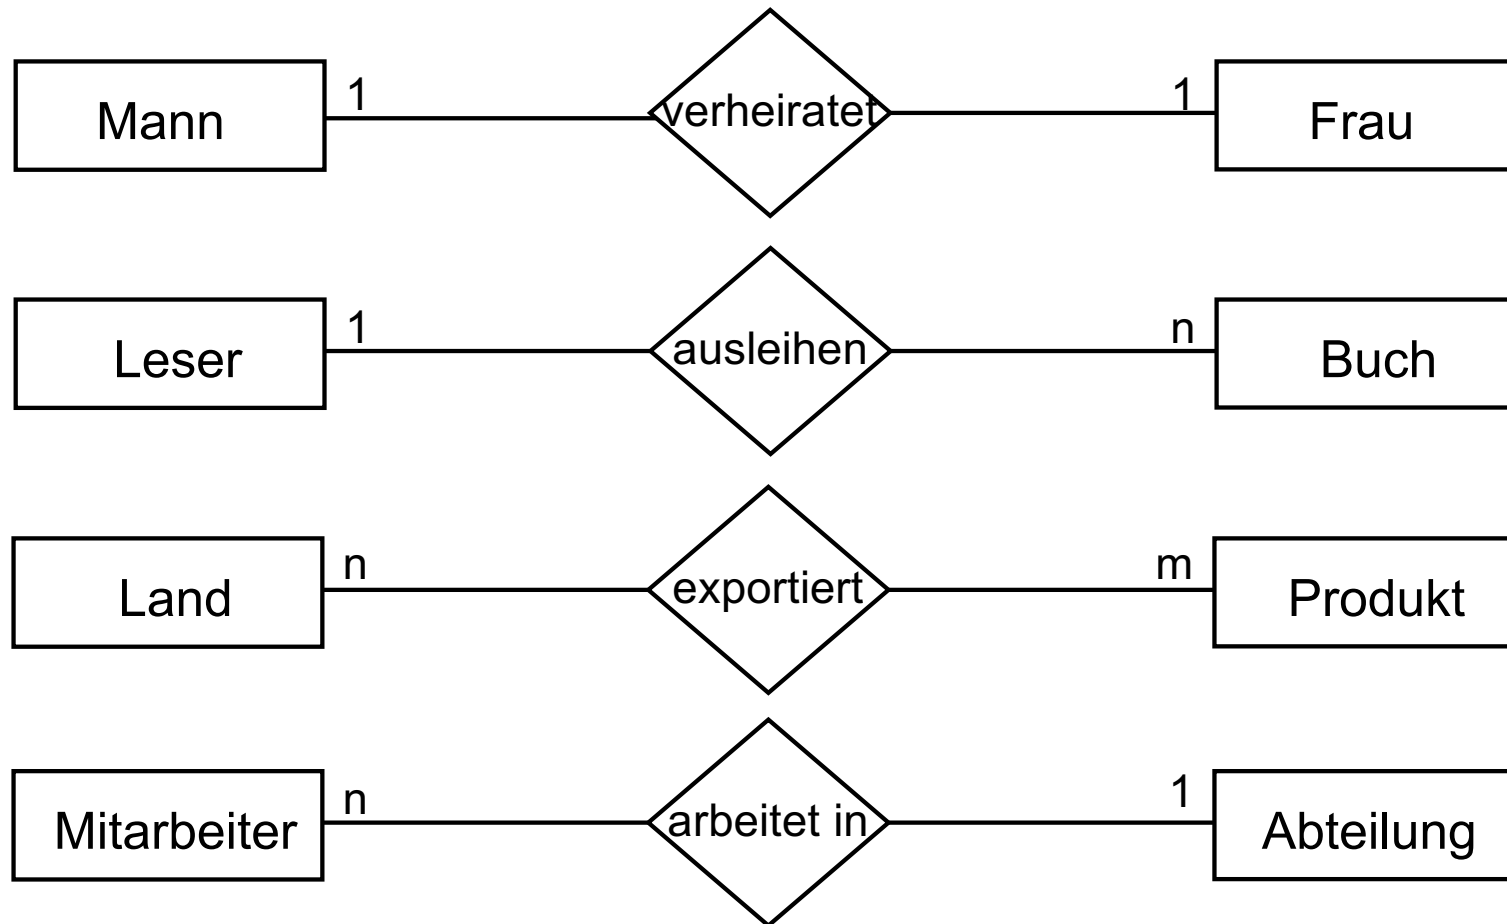 Mann 1 verheiratet 1 Frau
Leser 1 ausleihen n Buch
Land n exportiert m Produkt
Mitarbeiter n arbeitet in 1 Abteilung